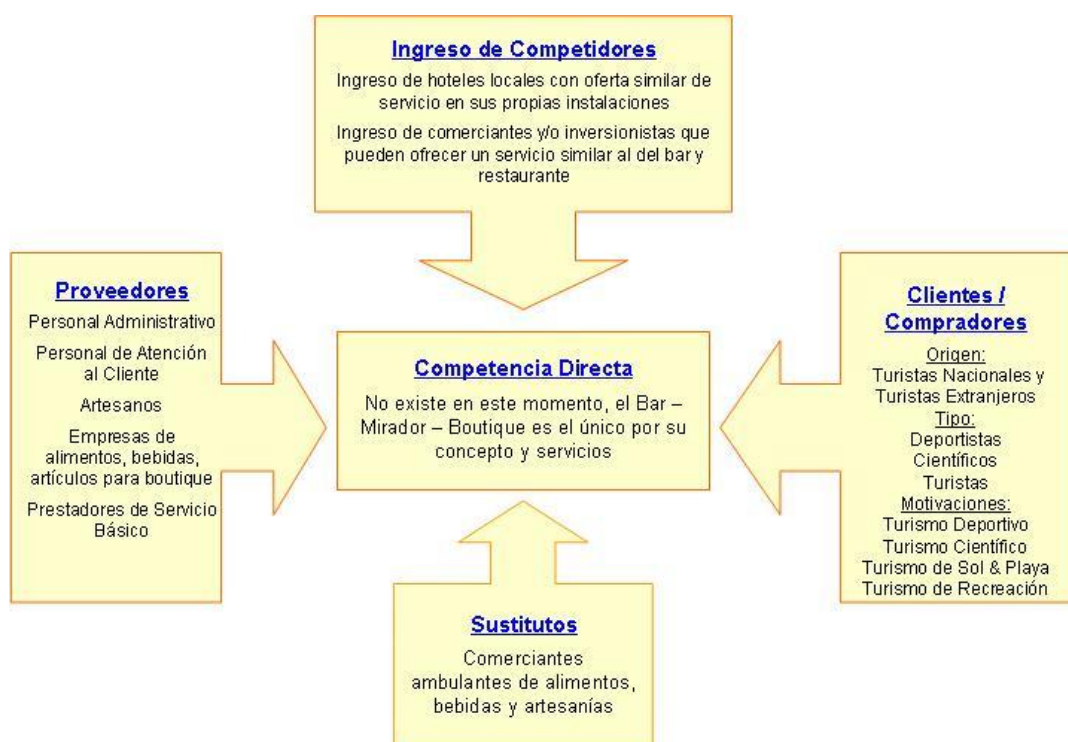 Ingreso de Competidores
Ingreso de hoteles locales con oferta similar de
servicio en sus propias instalaciones
Ingreso de comerciantes y/o inversionistas que
pueden ofrecer un servicio similar al del bar y
restaurante
Proveedores
Personal Administrativo
Personal de Atención
al Cliente
Artesanos
Empresas de
alimentos, bebidas,
artículos para boutique
Prestadores de Servicio
Básico
Competencia Directa
No existe en este momento, el Bar –
Mirador – Boutique es el único por su
concepto y servicios
Clientes /
Compradores
Origen:
Turistas Nacionales y
Turistas Extranjeros
Tipo:
Deportistas
Científicos
Turistas
Motivaciones:
Turismo Deportivo
Turismo Científico
Turismo de Sol & Playa
Turismo de Recreación
Sustitutos
Comerciantes
ambulantes de alimentos,
bebidas y artesanías